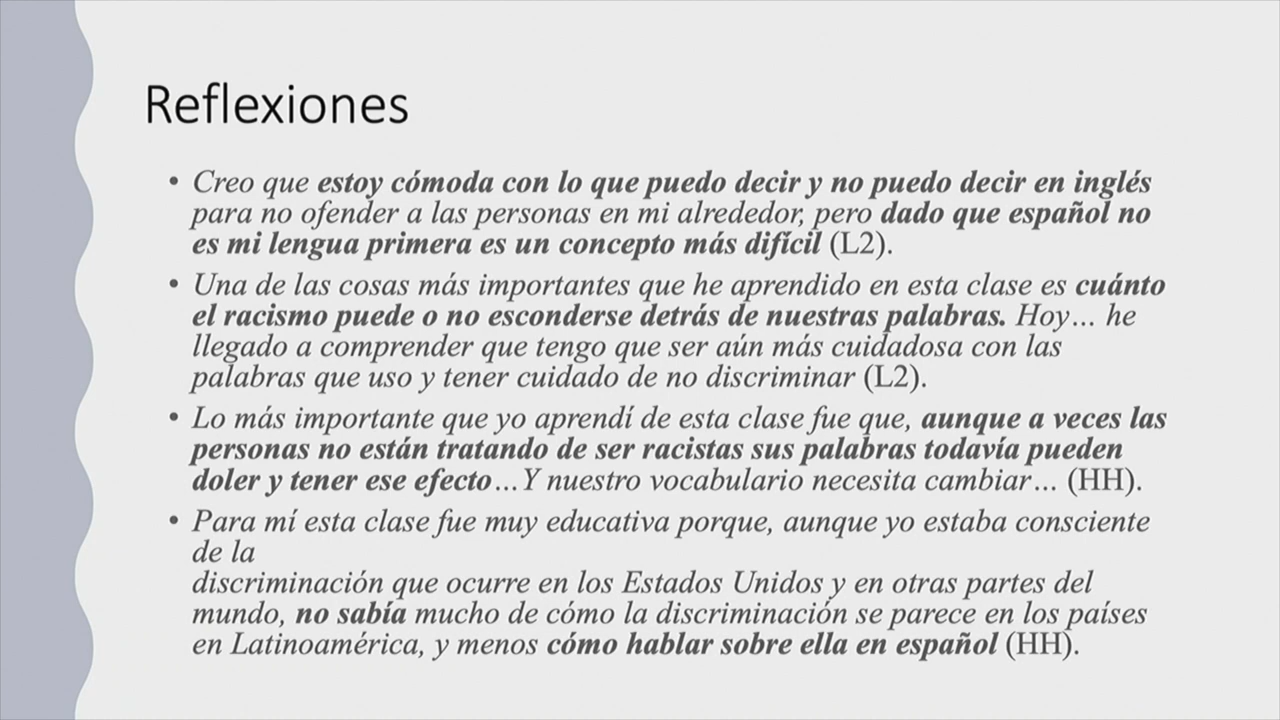 Reflexiones
• Creo que estoy cómoda con lo que puedo decir y no puedo decir en inglés
para no ofender a las personas en mi alrededor, pero dado que español no
es mi lengua primera es un concepto más difícil (L2).
• Una de las cosas más importantes que he aprendido en esta clase es cuánto
el racismo puede o no esconderse detrás de nuestras palabras. Hoy… he
llegado a comprender que tengo que ser aún más cuidadosa con las
palabras que uso y tener cuidado de no discriminar (L2).
• Lo más importante que yo aprendí de esta clase fue que, aunque a veces las
personas no están tratando de ser racistas sus palabras todavía pueden
doler y tener ese efecto…Y nuestro vocabulario necesita cambiar… (HH).
• Para mí esta clase fue muy educativa porque, aunque yo estaba consciente
de la
discriminación que ocurre en los Estados Unidos y en otras partes del
mundo, no sabía mucho de cómo la discriminación se parece en los países
en Latinoamérica, y menos cómo hablar sobre ella en español (HH).